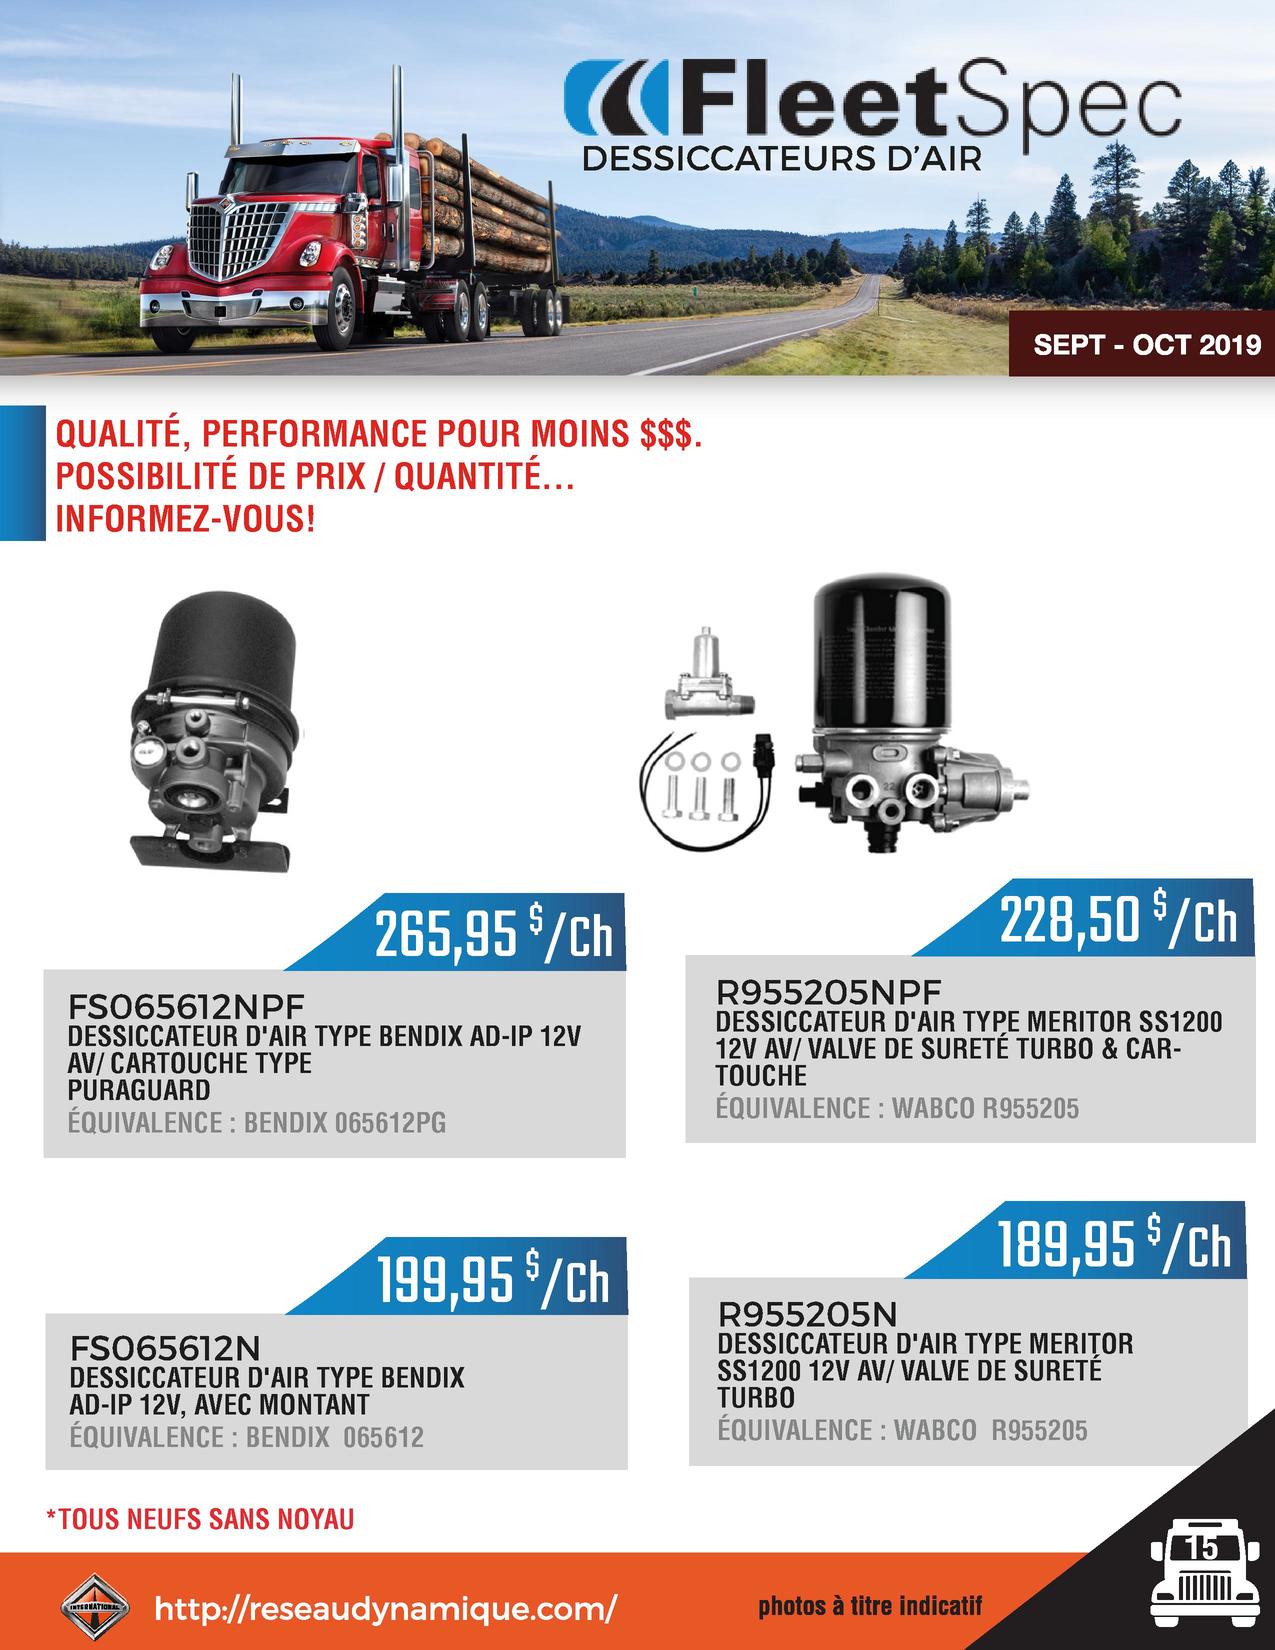 FleetSpec
DESSICCATEURS D'AIR
SEPT - OCT 2019
QUALITÉ, PERFORMANCE POUR MOINS $$$.
POSSIBILITÉ DE PRIX / QUANTITÉ...
INFORMEZ-VOUS!
265,95 $/Ch
FS065612NPF
DESSICCATEUR D'AIR TYPE BENDIX AD-IP 12V
AV/ CARTOUCHE TYPE
PURAGUARD
ÉQUIVALENCE : BENDIX 065612PG
228,50 $/Ch
R955205NPF
DESSICCATEUR D'AIR TYPE MERITOR SS1200
12V AV/ VALVE DE SURETÉ TURBO & CAR-
TOUCHE
ÉQUIVALENCE : WABCO R955205
199,95 $/Ch
FS065612N
DESSICCATEUR D'AIR TYPE BENDIX
AD-IP 12V, AVEC MONTANT
ÉQUIVALENCE : BENDIX 065612
189,95 $/Ch
R955205N
DESSICCATEUR D'AIR TYPE MERITOR
SS1200 12V AV/ VALVE DE SURETÉ
TURBO
ÉQUIVALENCE : WABCO R955205
*TOUS NEUFS SANS NOYAU
INTERNATIONAL
http://reseaudynamique.com/
photos à titre indicatif
15